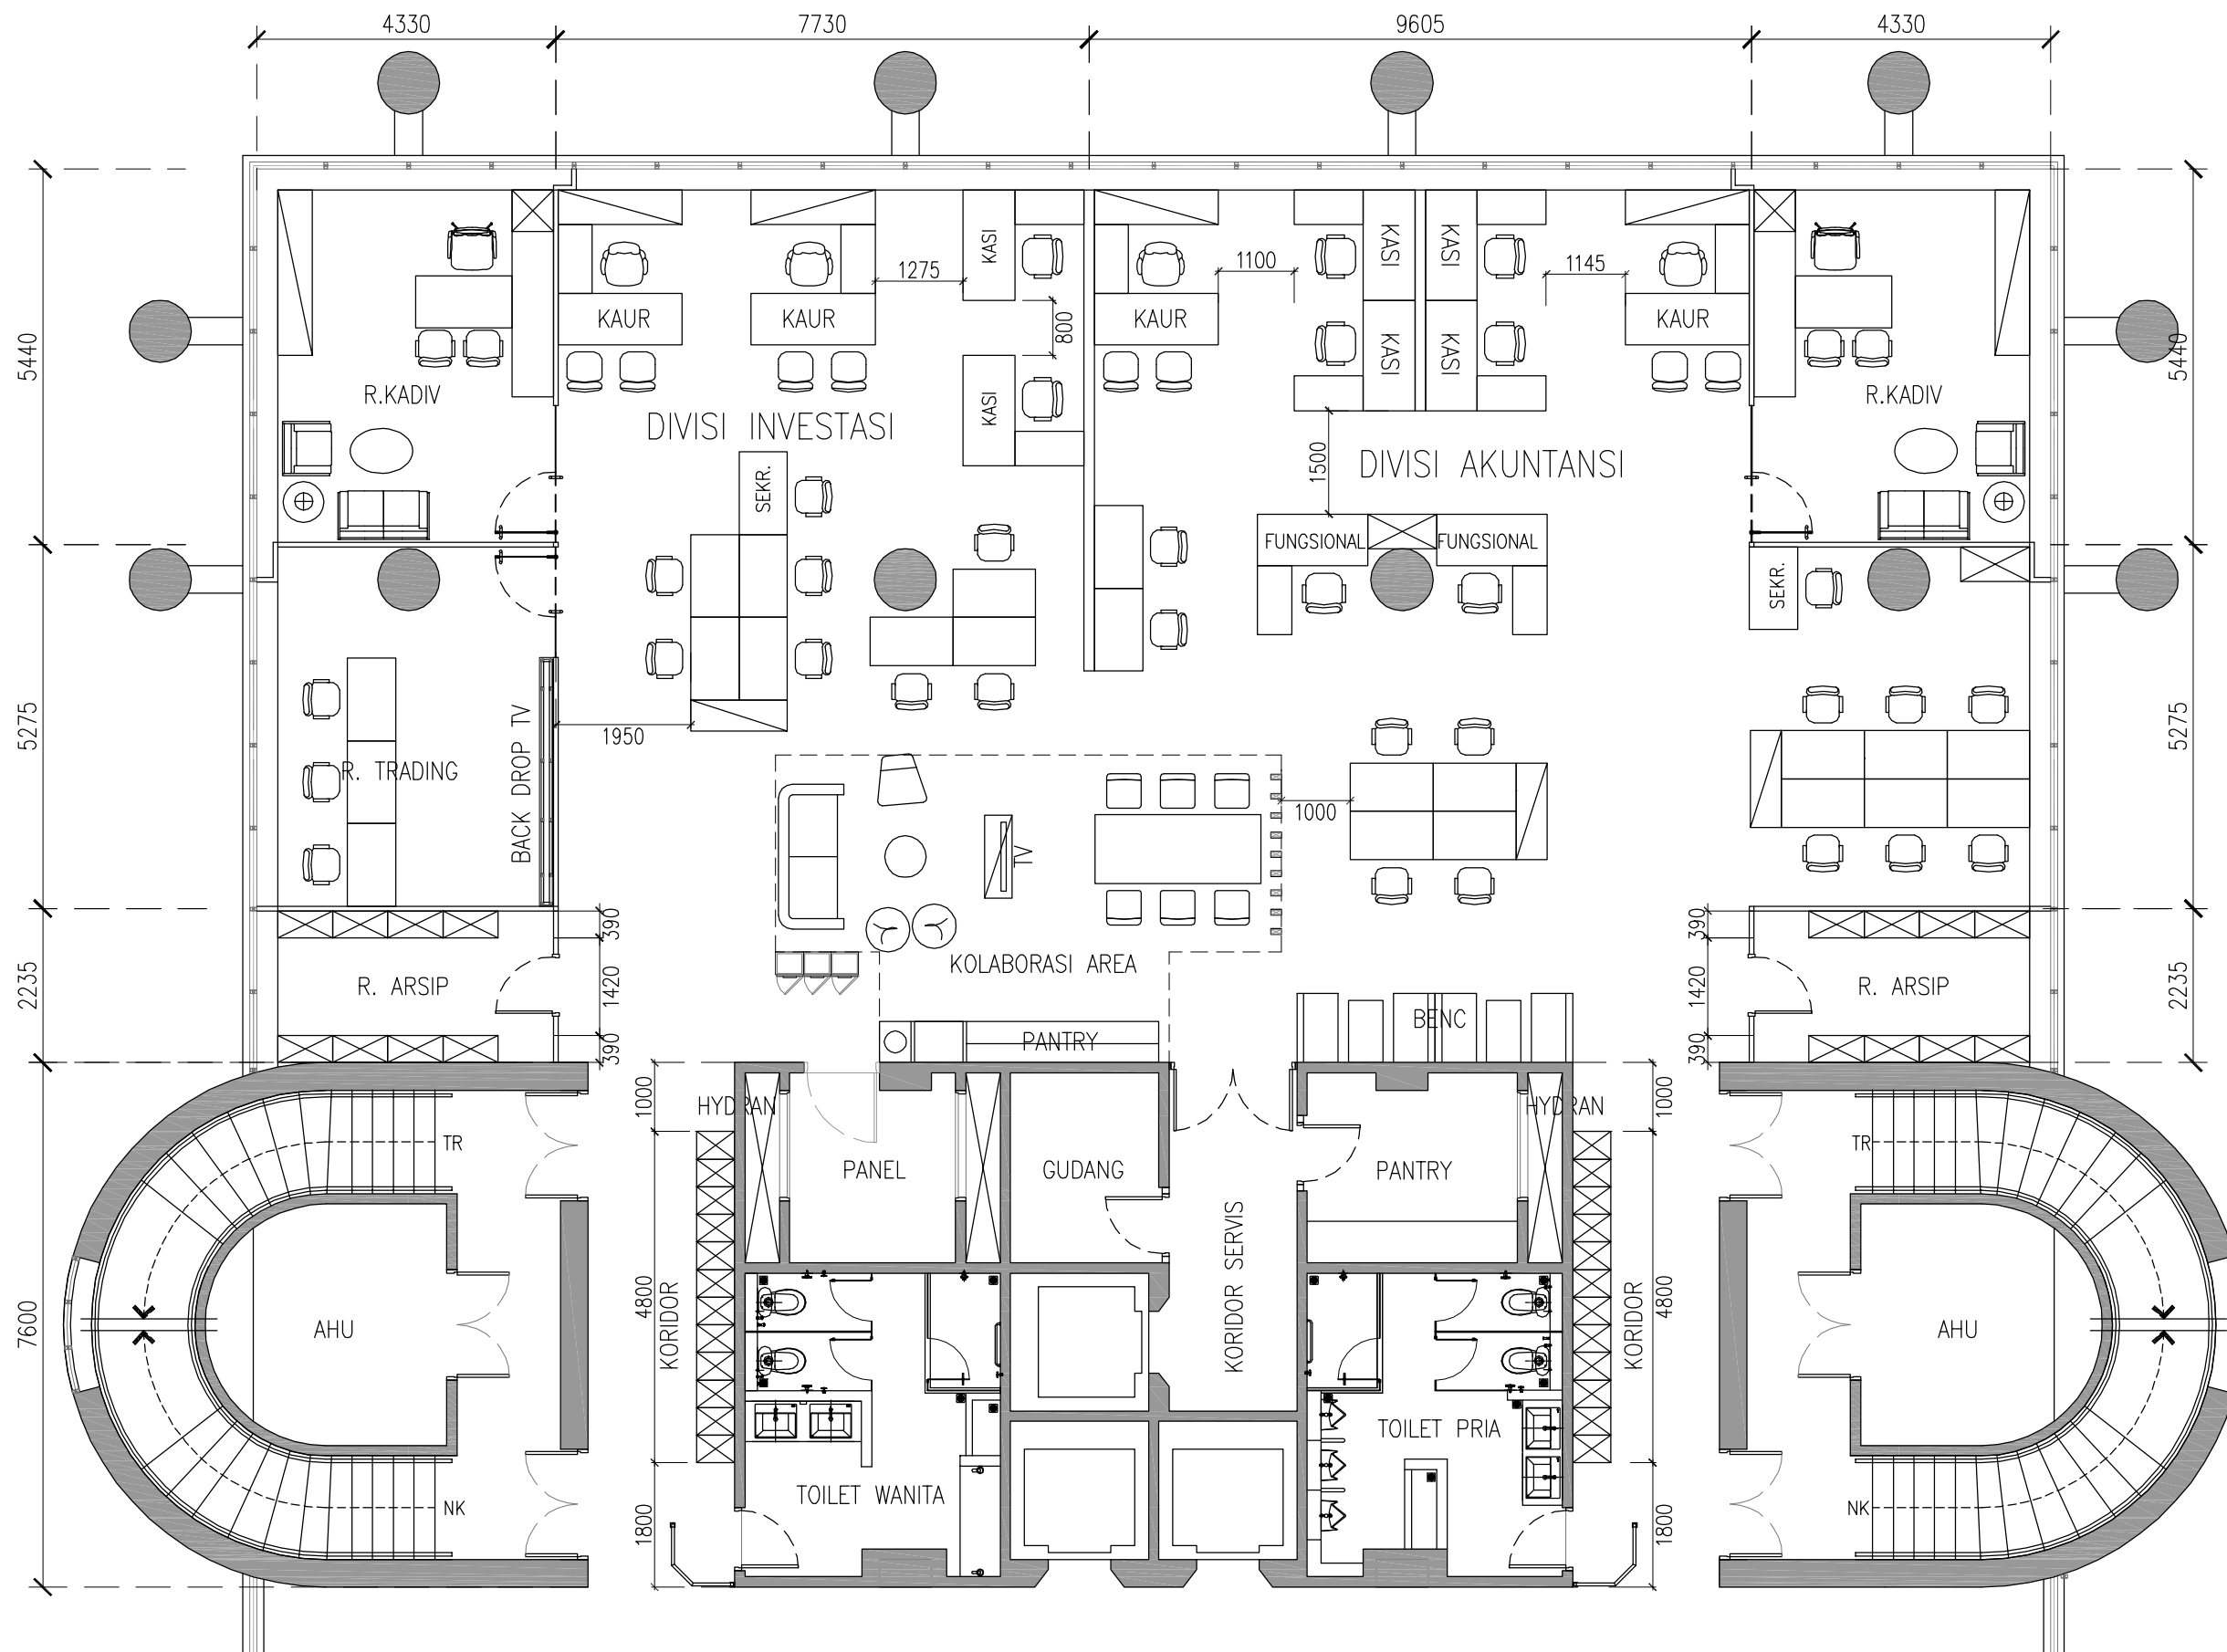 4330
7730
9605
4330
KASI
KASI
KASI
1275
1100
1145
KAUR
KAUR
KAUR
KAUR
800
KASI
KASI
KASI
5440
5440
R.KADIV
R.KADIV
DIVISI INVESTASI
DIVISI AKUNTANSI
SEKR.
1500
FUNGSIONAL
FUNGSIONAL
SEKR.
5275
5275
1950
R. TRADING
BACK DROP TV
TV
1000
390
390
KOLABORASI AREA
R. ARSIP
R. ARSIP
2235
1420
1420
2235
BENC
PANTRY
390
390
1000
1000
HYDRAN
HYDRAN
TR
TR
PANEL
GUDANG
PANTRY
KORIDOR SERVIS
4800
4800
KORIDOR
KORIDOR
7600
AHU
AHU
TOILET PRIA
TOILET WANITA
NK
NK
1800
1800